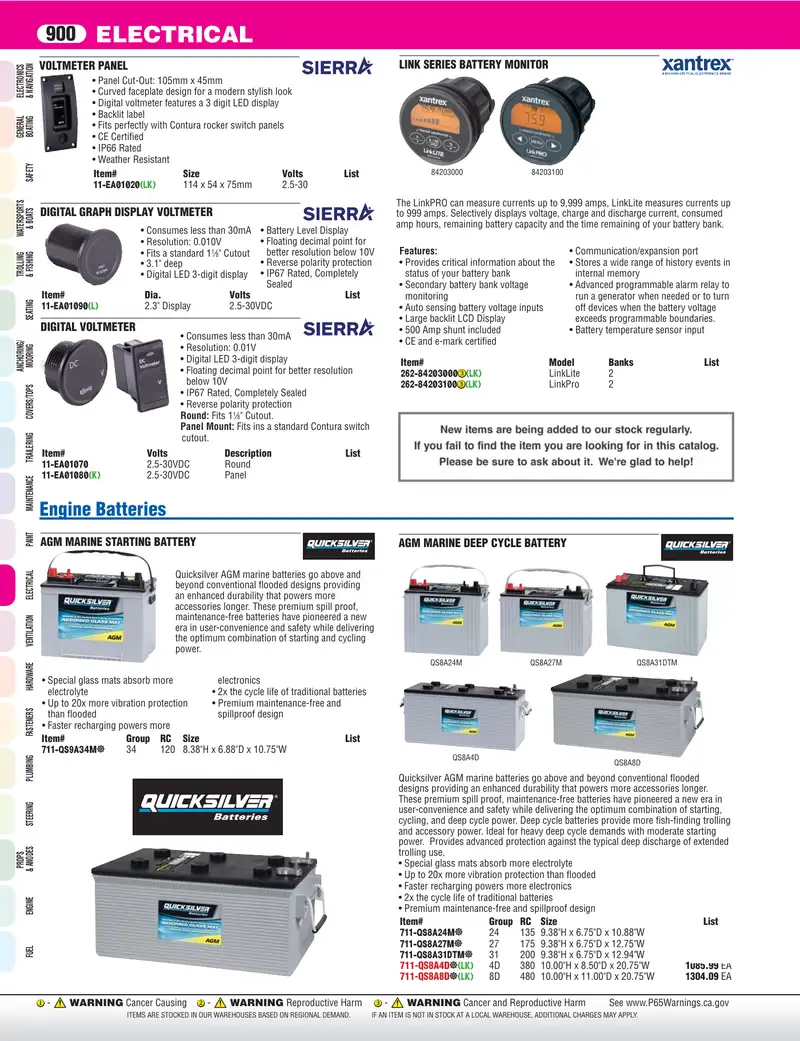 900 ELECTRICAL
ELECTRONICS
& NAVIGATION
GENERAL
BOATING
SAFETY
WATERSPORTS
& BOATS
TROLLING
& FISHING
SEATING
ANCHORING/
MOORING
COVERS/TOPS
TRAILERING
MAINTENANCE
PAINT
ELECTRICAL
VENTILATION
HARDWARE
FASTENERS
PLUMBING
STEERING
PROPS
& ANODES
ENGINE
FUEL
VOLTMETER PANEL
SIERRA
• Panel Cut-Out: 105mm x 45mm
• Curved faceplate design for a modern stylish look
• Digital voltmeter features a 3 digit LED display
• Backlit label
• Fits perfectly with Contura rocker switch panels
• CE Certified
• IP66 Rated
• Weather Resistant
Item# Size Volts List
11-EA01020(LK) 114 x 54 x 75mm 2.5-30
DIGITAL GRAPH DISPLAY VOLTMETER
SIERRA
• Consumes less than 30mA
• Resolution: 0.010V
• Fits a standard 1⅛" Cutout
• 3.1" deep
• Digital LED 3-digit display
• Battery Level Display
• Floating decimal point for
better resolution below 10V
• Reverse polarity protection
• IP67 Rated, Completely
Sealed
Item# Dia. Volts List
11-EA01090(L) 2.3" Display 2.5-30VDC
DIGITAL VOLTMETER
SIERRA
DC
V
DC
Voltmeter
V
• Consumes less than 30mA
• Resolution: 0.01V
• Digital LED 3-digit display
• Floating decimal point for better resolution
below 10V
• IP67 Rated, Completely Sealed
• Reverse polarity protection
Round: Fits 1⅛" Cutout.
Panel Mount: Fits ins a standard Contura switch
cutout.
Item# Volts Description List
11-EA01070 2.5-30VDC Round
11-EA01080(K) 2.5-30VDC Panel
LINK SERIES BATTERY MONITOR
xantrex
xantrex
LinkLITE
xantrex
75.9
MENU
LinkPRO
84203000 84203100
The LinkPRO can measure currents up to 9,999 amps, LinkLite measures currents up
to 999 amps. Selectively displays voltage, charge and discharge current, consumed
amp hours, remaining battery capacity and the time remaining of your battery bank.
Features:
• Provides critical information about the
status of your battery bank
• Secondary battery bank voltage
monitoring
• Auto sensing battery voltage inputs
• Large backlit LCD Display
• 500 Amp shunt included
• CE and e-mark certified
• Communication/expansion port
• Stores a wide range of history events in
internal memory
• Advanced programmable alarm relay to
run a generator when needed or to turn
off devices when the battery voltage
exceeds programmable boundaries.
• Battery temperature sensor input
Item# Model Banks List
262-84203000 3 (LK) LinkLite 2
262-84203100 3 (LK) LinkPro 2
New items are being added to our stock regularly.
If you fail to find the item you are looking for in this catalog.
Please be sure to ask about it. We're glad to help!
Engine Batteries
AGM MARINE STARTING BATTERY
QUICKSILVER
Batteries
QUICKSILVER
Batteries
ABSORBED GLASS MAT
AGM
Quicksilver AGM marine batteries go above and
beyond conventional flooded designs providing
an enhanced durability that powers more
accessories longer. These premium spill proof,
maintenance-free batteries have pioneered a new
era in user-convenience and safety while delivering
the optimum combination of starting and cycling
power.
• Special glass mats absorb more
electrolyte
• Up to 20x more vibration protection
than flooded
• Faster recharging powers more
electronics
• 2x the cycle life of traditional batteries
• Premium maintenance-free and
spillproof design
Item# Group RC Size List
711-QS9A34M 34 120 8.38"H x 6.88"D x 10.75"W
QUICKSILVER
Batteries
QUICKSILVER
Batteries
AGM
AGM MARINE DEEP CYCLE BATTERY
QUICKSILVER
Batteries
QS8A24M QS8A27M QS8A31DTM
QS8A4D QS8A8D
Quicksilver AGM marine batteries go above and beyond conventional flooded
designs providing an enhanced durability that powers more accessories longer.
These premium spill proof, maintenance-free batteries have pioneered a new era in
user-convenience and safety while delivering the optimum combination of starting,
cycling, and deep cycle power. Deep cycle batteries provide more fish-finding trolling
and accessory power. Ideal for heavy deep cycle demands with moderate starting
power. Provides advanced protection against the typical deep discharge of extended
trolling use.
• Special glass mats absorb more electrolyte
• Up to 20x more vibration protection than flooded
• Faster recharging powers more electronics
• 2x the cycle life of traditional batteries
• Premium maintenance-free and spillproof design
Item# Group RC Size List
711-QS8A24M 24 135 9.38"H x 6.75"D x 10.88"W
711-QS8A27M 27 175 9.38"H x 6.75"D x 12.75"W
711-QS8A31DTM 31 200 9.38"H x 6.75"D x 12.94"W
711-QS8A4D (LK) 4D 380 10.00"H x 8.50"D x 20.75"W 1085.99 EA
711-QS8A8D (LK) 8D 480 10.00"H x 11.00"D x 20.75"W 1304.09 EA
1 - WARNING Cancer Causing 2 - WARNING Reproductive Harm 3 - WARNING Cancer and Reproductive Harm See www.P65Warnings.ca.gov
ITEMS ARE STOCKED IN OUR WAREHOUSES BASED ON REGIONAL DEMAND. IF AN ITEM IS NOT IN STOCK AT A LOCAL WAREHOUSE, ADDITIONAL CHARGES MAY APPLY.